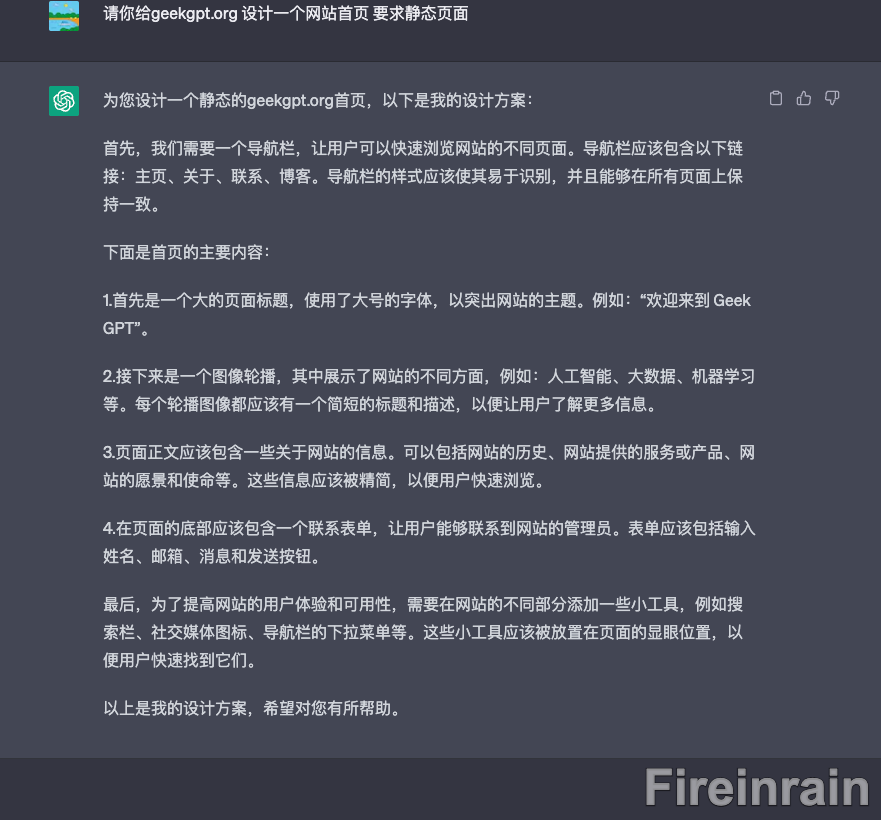 请你给geekgpt.org 设计一个网站首页 要求静态页面
为您设计一个静态的geekgpt.org首页，以下是我的设计方案：
首先，我们需要一个导航栏，让用户可以快速浏览网站的不同页面。导航栏应该包含以下链
接：主页、关于、联系、博客。导航栏的样式应该使其易于识别，并且能够在所有页面上保
持一致。
下面是首页的主要内容：
1.首先是一个大的页面标题，使用了大号的字体，以突出网站的主题。例如：“欢迎来到 Geek
GPT”。
2.接下来是一个图像轮播，其中展示了网站的不同方面，例如：人工智能、大数据、机器学习
等。每个轮播图像都应该有一个简短的标题和描述，以便让用户了解更多信息。
3.页面正文应该包含一些关于网站的信息。可以包括网站的历史、网站提供的服务或产品、网
站的愿景和使命等。这些信息应该被精简，以便用户快速浏览。
4.在页面的底部应该包含一个联系表单，让用户能够联系到网站的管理员。表单应该包括输入
姓名、邮箱、消息和发送按钮。
最后，为了提高网站的用户体验和可用性，需要在网站的不同部分添加一些小工具，例如搜
索栏、社交媒体图标、导航栏的下拉菜单等。这些小工具应该被放置在页面的显眼位置，以
便用户快速找到它们。
以上是我的设计方案，希望对您有所帮助。
Fireinrain